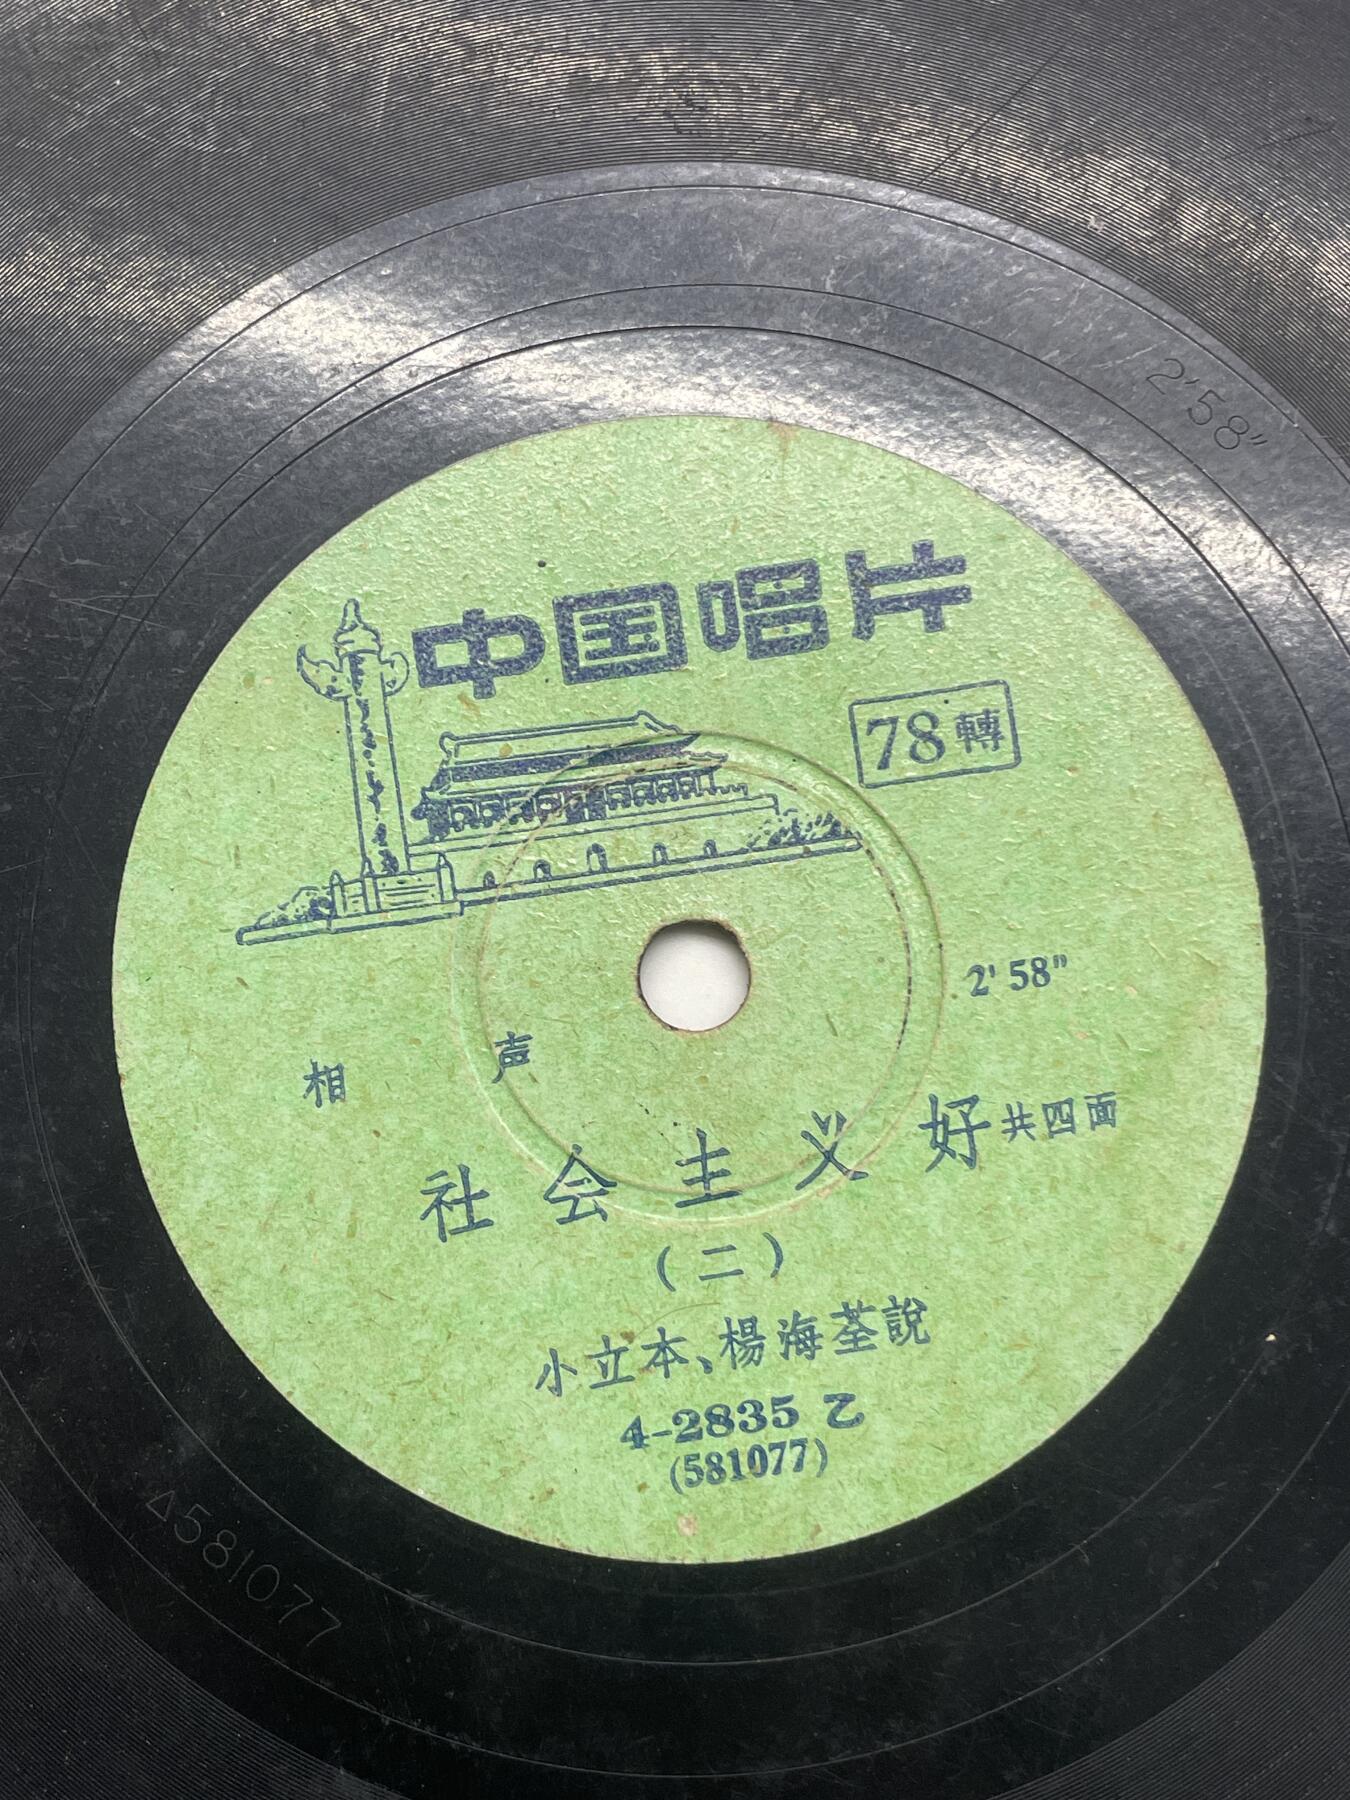 2'58"
中国唱片
78轉
2'58"
相声
社会主义好共四面
(二)
小立本、楊海荃說
4-2835 乙
(581077)
Δ581077